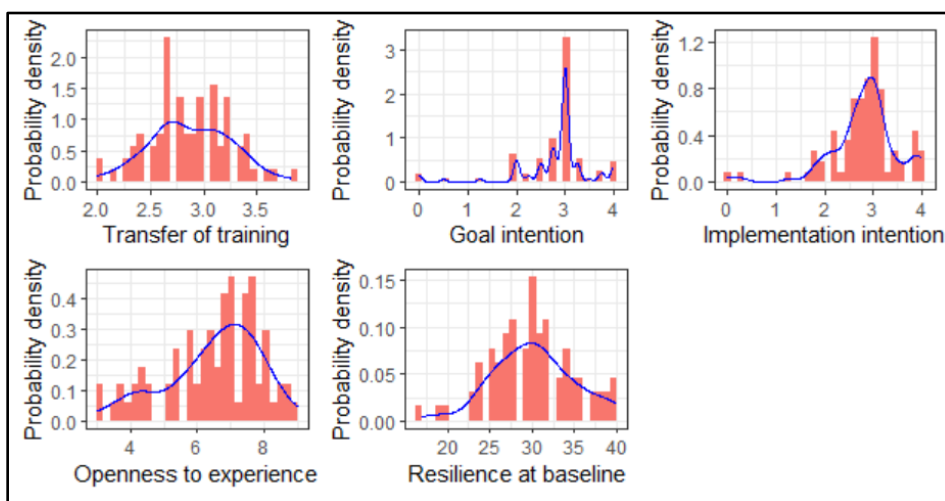 Probability density
2.0
1.5
1.0
0.5
0.0
2.0 2.5 3.0 3.5
Transfer of training
Probability density
3
2
1
0
0 1 2 3 4
Goal intention
Probability density
1.2
0.8
0.4
0.0
0 1 2 3 4
Implementation intention
Probability density
0.4
0.3
0.2
0.1
0.0
4 6 8
Openness to experience
Probability density
0.15
0.10
0.05
0.00
20 25 30 35 40
Resilience at baseline